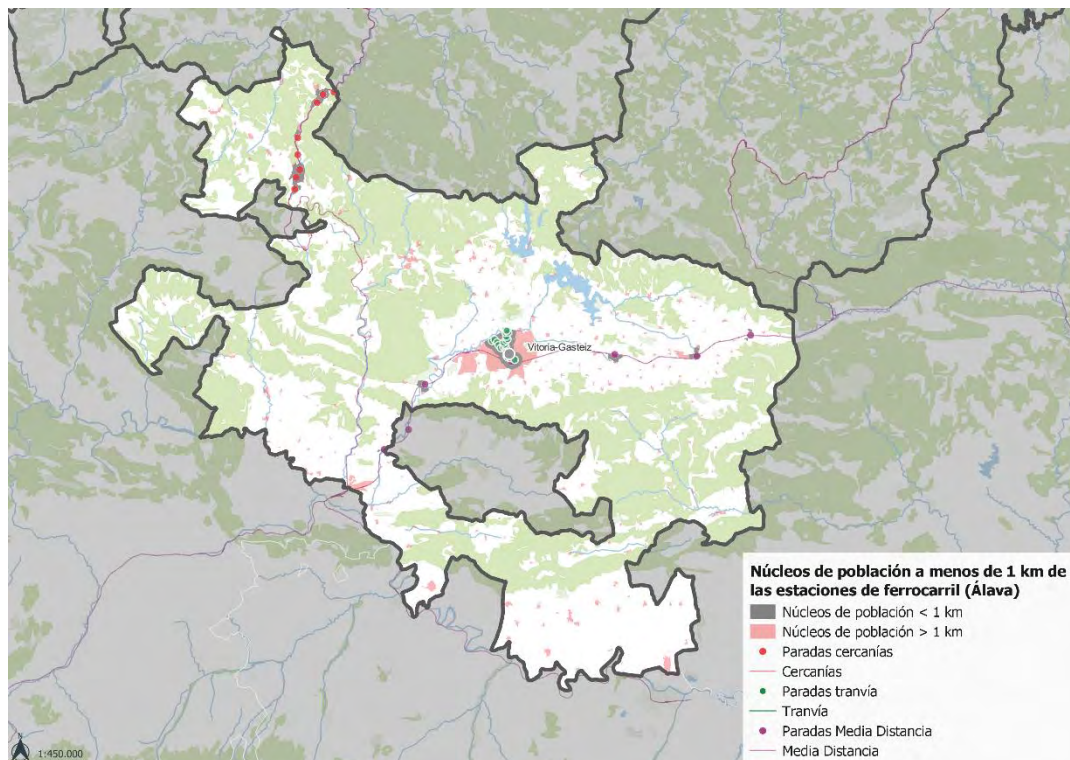 Vitoria-Gasteiz
Núcleos de población a menos de 1 km de
las estaciones de ferrocarril (Álava)
Núcleos de población < 1 km
Núcleos de población > 1 km
Paradas cercanías
Cercanías
Paradas tranvía
Tranvía
Paradas Media Distancia
Media Distancia
N
1:450.000